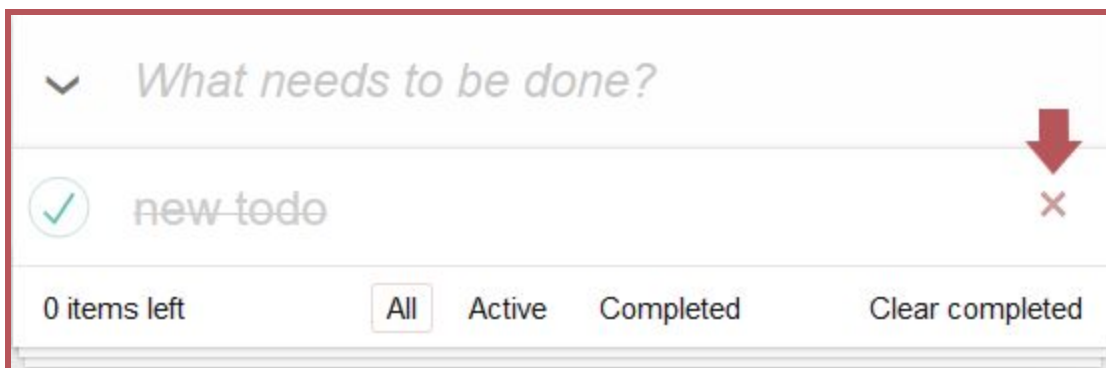 What needs to be done?
new todo
0 items left All Active Completed Clear completed